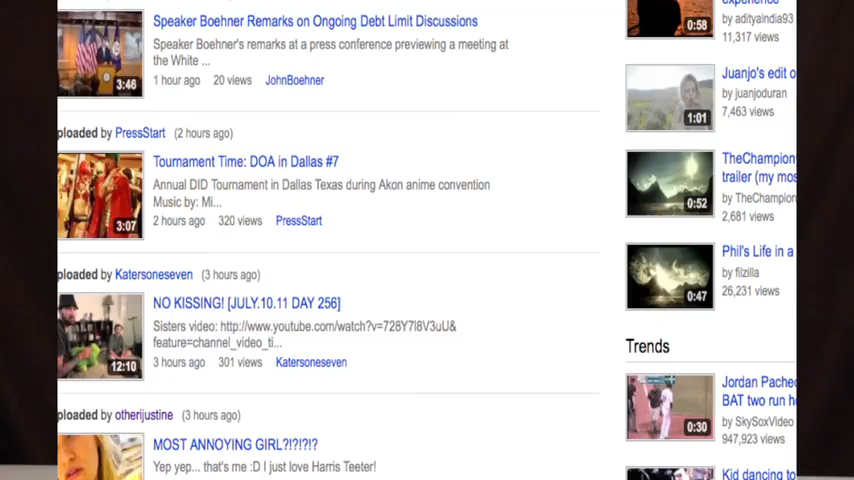 Speaker Boehner Remarks on Ongoing Debt Limit Discussions
Speaker Boehner's remarks at a press conference previewing a meeting at
the White ...
3:46
1 hour ago 20 views JohnBoehner
ploaded by PressStart (2 hours ago)
Tournament Time: DOA in Dallas #7
Annual DID Tournament in Dallas Texas during Akon anime convention
Music by: Mi...
3:07
2 hours ago 320 views PressStart
ploaded by Katersoneseven (3 hours ago)
NO KISSING! [JULY.10.11 DAY 256]
Sisters video: http://www.youtube.com/watch?v=728Y7l8V3uU&
feature=channel_video_ti...
12:10
3 hours ago 301 views Katersoneseven
ploaded by otherijustine (3 hours ago)
MOST ANNOYING GIRL?!?!?!?
Yep yep... that's me :D I just love Harris Teeter!
experience
0:58
by adityaindia93
11,317 views
Juanjo's edit o
by juanjoduran
1:01
7,463 views
TheChampion
trailer (my mos
by TheChampion
0:52
2,681 views
Phil's Life in a
by filzilla
0:47
26,231 views
Trends
Jordan Pachec
BAT two run h
by SkySoxVideo
0:30
947,923 views
Kid dancing to